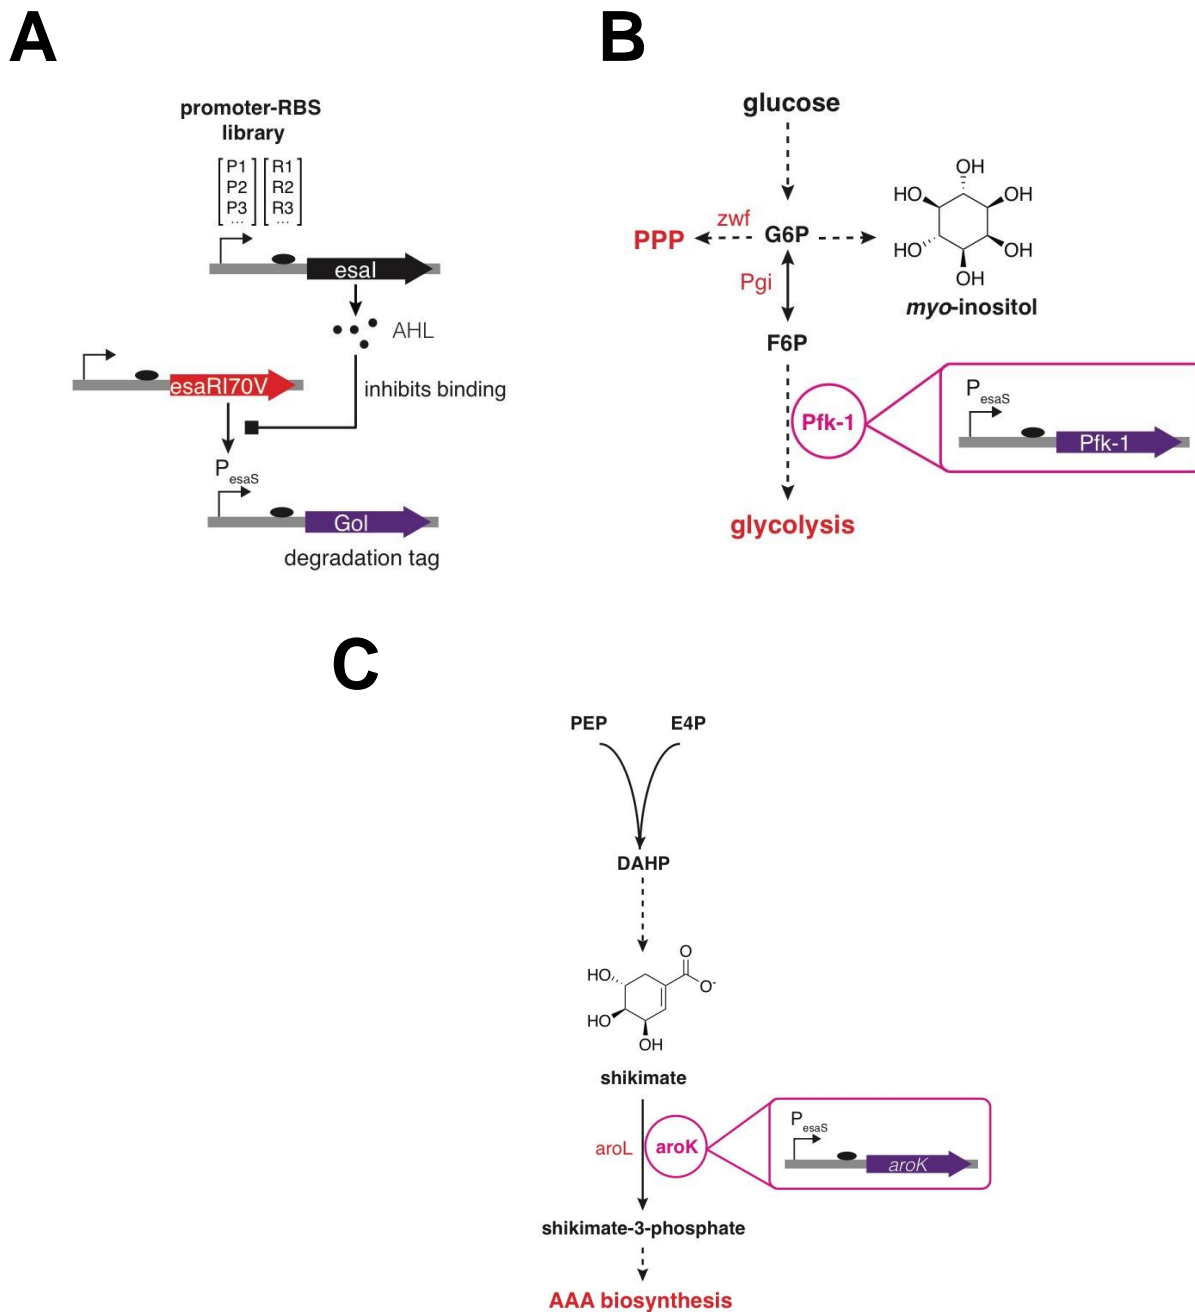 A
promoter-RBS
library
P1 R1
P2 R2
P3 R3
... ...
esaI
AHL
esaRI70V
inhibits binding
PesaS
GoI
degradation tag
B
glucose
PPP
zwf
G6P
OH
HO
OH
HO
OH
OH
myo-inositol
Pgi
F6P
Pfk-1
PesaS
Pfk-1
glycolysis
C
PEP E4P
DAHP
O
HO
O-
HO
OH
shikimate
aroL
aroK
PesaS
aroK
shikimate-3-phosphate
AAA biosynthesis